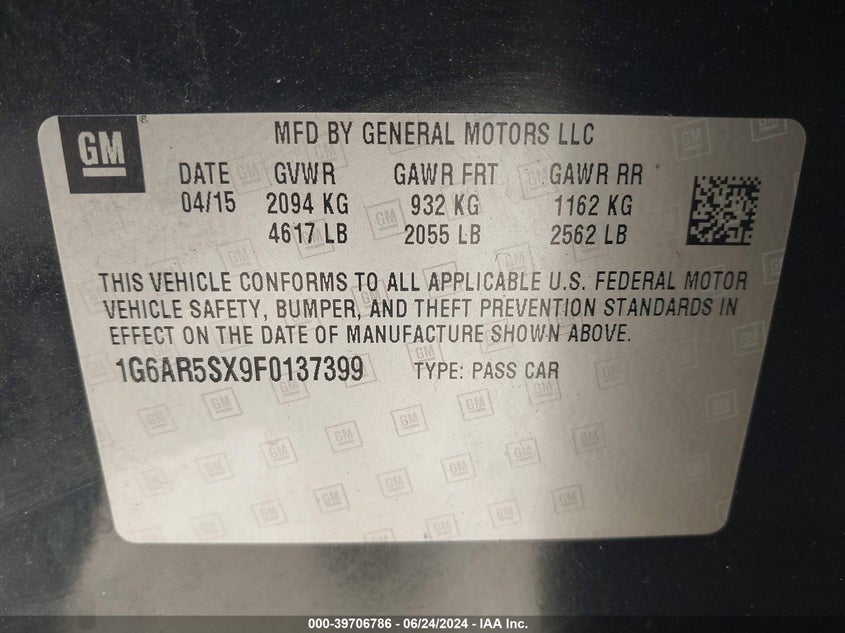 GM
MFD BY GENERAL MOTORS LLC
DATE GVWR GAWR FRT GAWR RR
04/15 2094 KG 932 KG 1162 KG
4617 LB 2055 LB 2562 LB
THIS VEHICLE CONFORMS TO ALL APPLICABLE U.S. FEDERAL MOTOR
VEHICLE SAFETY, BUMPER, AND THEFT PREVENTION STANDARDS IN
EFFECT ON THE DATE OF MANUFACTURE SHOWN ABOVE.
1G6AR5SX9F0137399 TYPE: PASS CAR
000-39706786 - 06/24/2024 - IAA Inc.